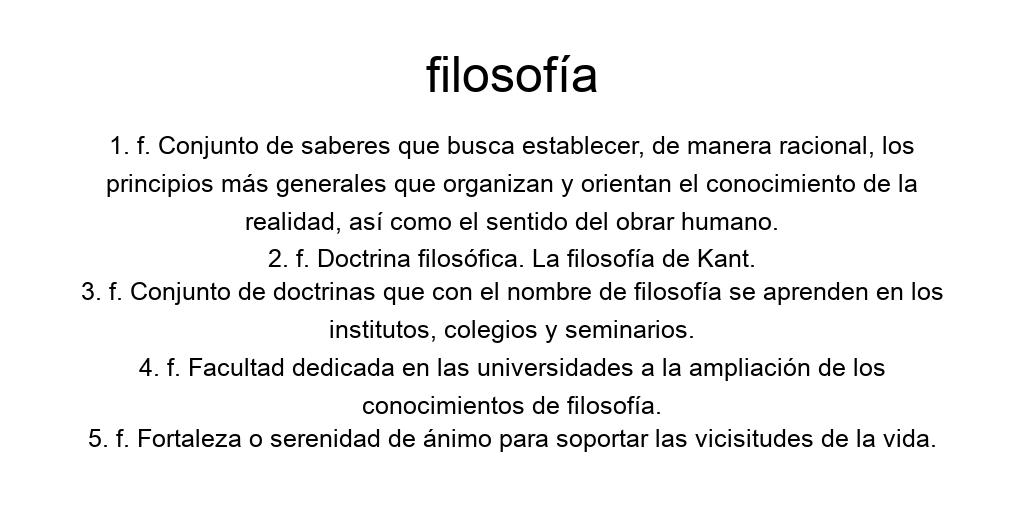 filosofía
1. f. Conjunto de saberes que busca establecer, de manera racional, los
principios más generales que organizan y orientan el conocimiento de la
realidad, así como el sentido del obrar humano.
2. f. Doctrina filosófica. La filosofía de Kant.
3. f. Conjunto de doctrinas que con el nombre de filosofía se aprenden en los
institutos, colegios y seminarios.
4. f. Facultad dedicada en las universidades a la ampliación de los
conocimientos de filosofía.
5. f. Fortaleza o serenidad de ánimo para soportar las vicisitudes de la vida.